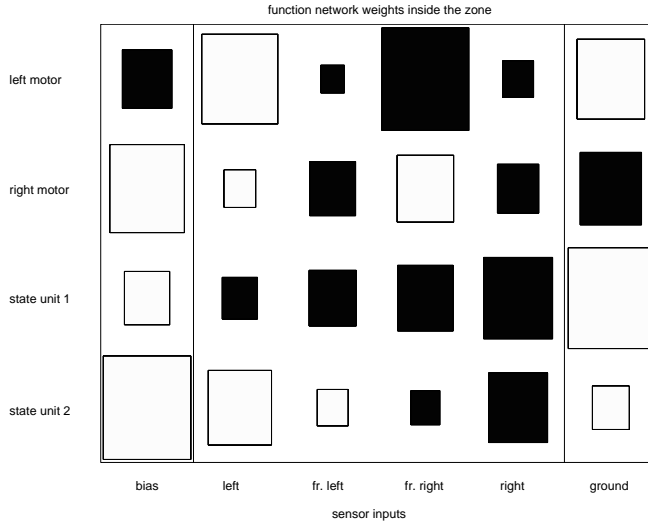 function network weights inside the zone
left motor
right motor
state unit 1
state unit 2
bias left fr. left fr. right right ground
sensor inputs